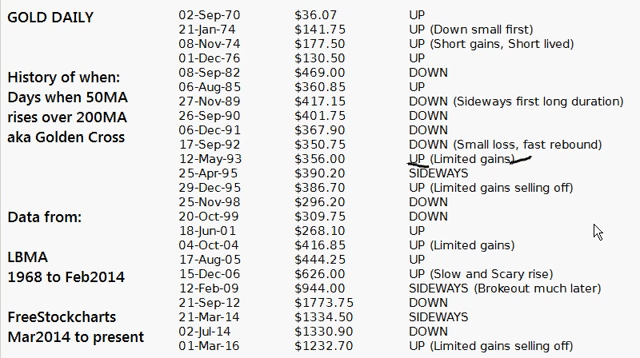 GOLD DAILY
History of when:
Days when 50MA
rises over 200MA
aka Golden Cross
Data from:
LBMA
1968 to Feb2014
FreeStockcharts
Mar2014 to present
02-Sep-70 $36.07 UP
21-Jan-74 $141.75 UP (Down small first)
08-Nov-74 $177.50 UP (Short gains, Short lived)
01-Dec-76 $130.50 UP
08-Sep-82 $469.00 DOWN
06-Aug-85 $360.85 UP
27-Nov-89 $417.15 DOWN (Sideways first long duration)
26-Sep-90 $401.75 DOWN
06-Dec-91 $367.90 DOWN
17-Sep-92 $350.75 DOWN (Small loss, fast rebound)
12-May-93 $356.00 UP (Limited gains)
25-Apr-95 $390.20 SIDEWAYS
29-Dec-95 $386.70 UP (Limited gains selling off)
25-Nov-98 $296.20 DOWN
20-Oct-99 $309.75 DOWN
18-Jun-01 $268.10 UP
04-Oct-04 $416.85 UP (Limited gains)
17-Aug-05 $444.25 UP
15-Dec-06 $626.00 UP (Slow and Scary rise)
12-Feb-09 $944.00 SIDEWAYS (Brokeout much later)
21-Sep-12 $1773.75 DOWN
21-Mar-14 $1334.50 SIDEWAYS
02-Jul-14 $1330.90 DOWN
01-Mar-16 $1232.70 UP (Limited gains selling off)